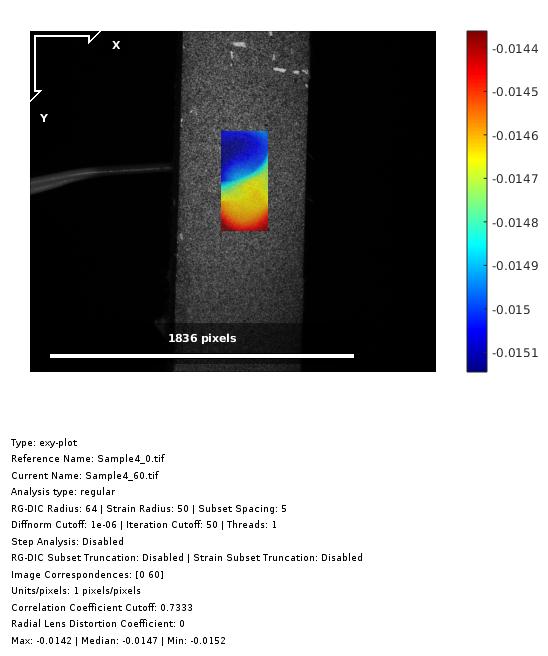 X
Y
-0.0144
-0.0145
-0.0146
-0.0147
-0.0148
-0.0149
-0.015
-0.0151
1836 pixels
Type: exy-plot
Reference Name: Sample4_0.tif
Current Name: Sample4_60.tif
Analysis type: regular
RG-DIC Radius: 64 | Strain Radius: 50 | Subset Spacing: 5
Diffnorm Cutoff: 1e-06 | Iteration Cutoff: 50 | Threads: 1
Step Analysis: Disabled
RG-DIC Subset Truncation: Disabled | Strain Subset Truncation: Disabled
Image Correspondences: [0 60]
Units/pixels: 1 pixels/pixels
Correlation Coefficient Cutoff: 0.7333
Radial Lens Distortion Coefficient: 0
Max: -0.0142 | Median: -0.0147 | Min: -0.0152